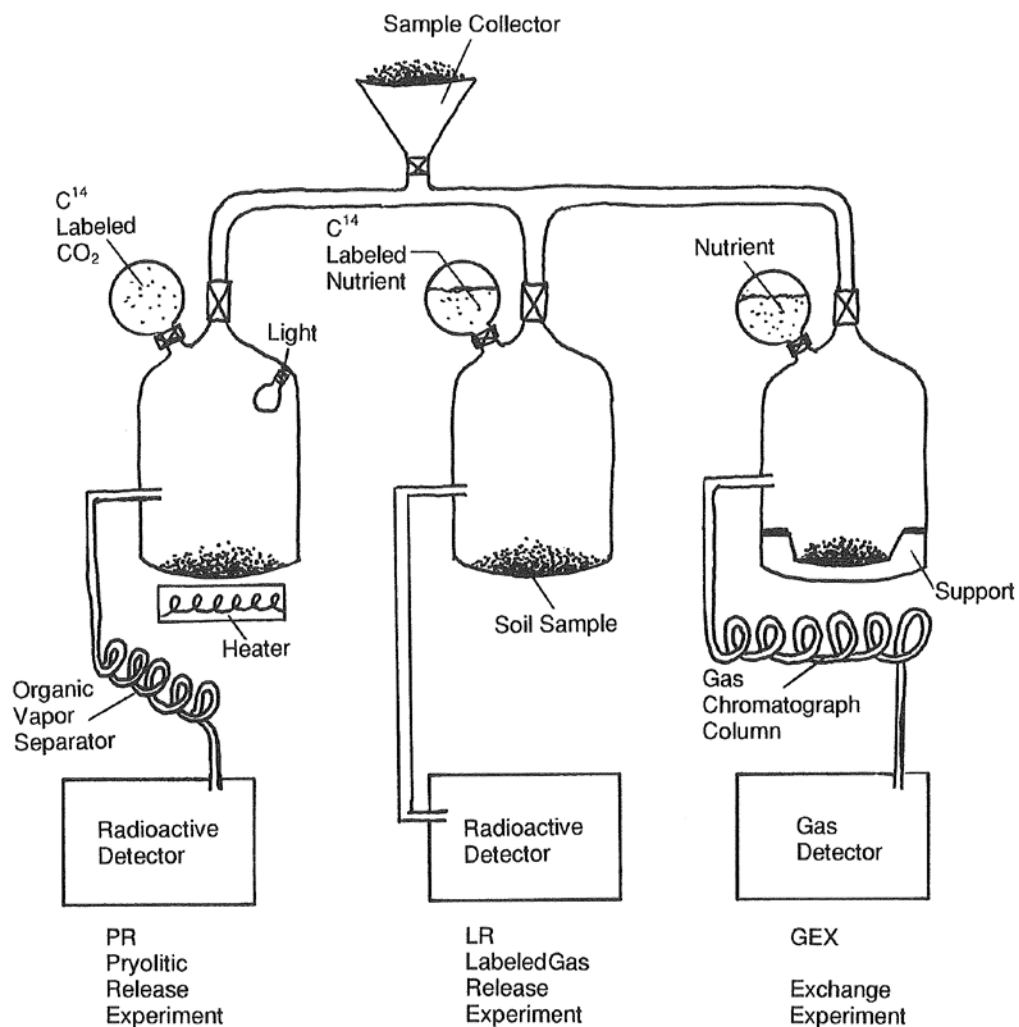 Sample Collector
C¹⁴
Labeled
CO₂
C¹⁴
Labeled
Nutrient
Nutrient
Light
Heater
Soil Sample
Support
Organic
Vapor
Separator
Gas
Chromatograph
Column
Radioactive
Detector
Radioactive
Detector
Gas
Detector
PR
Pryolitic
Release
Experiment
LR
LabeledGas
Release
Experiment
GEX
Exchange
Experiment